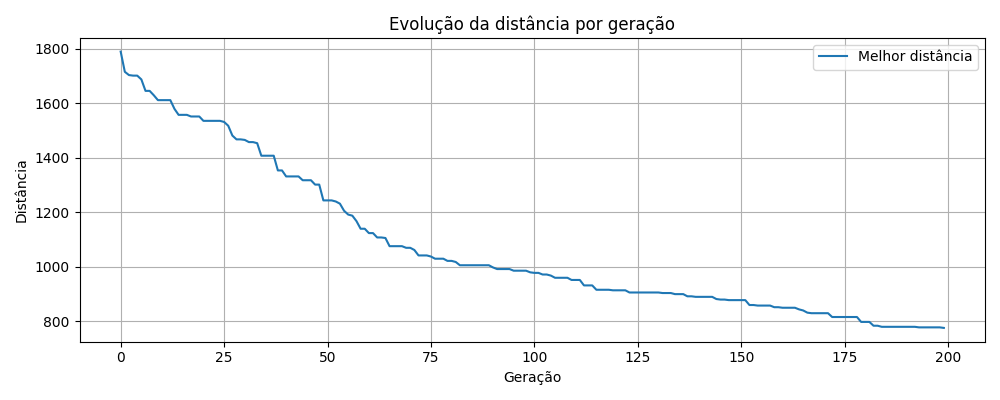 Evolução da distância por geração
Melhor distância
Distância
1800
1600
1400
1200
1000
800
0 25 50 75 100 125 150 175 200
Geração